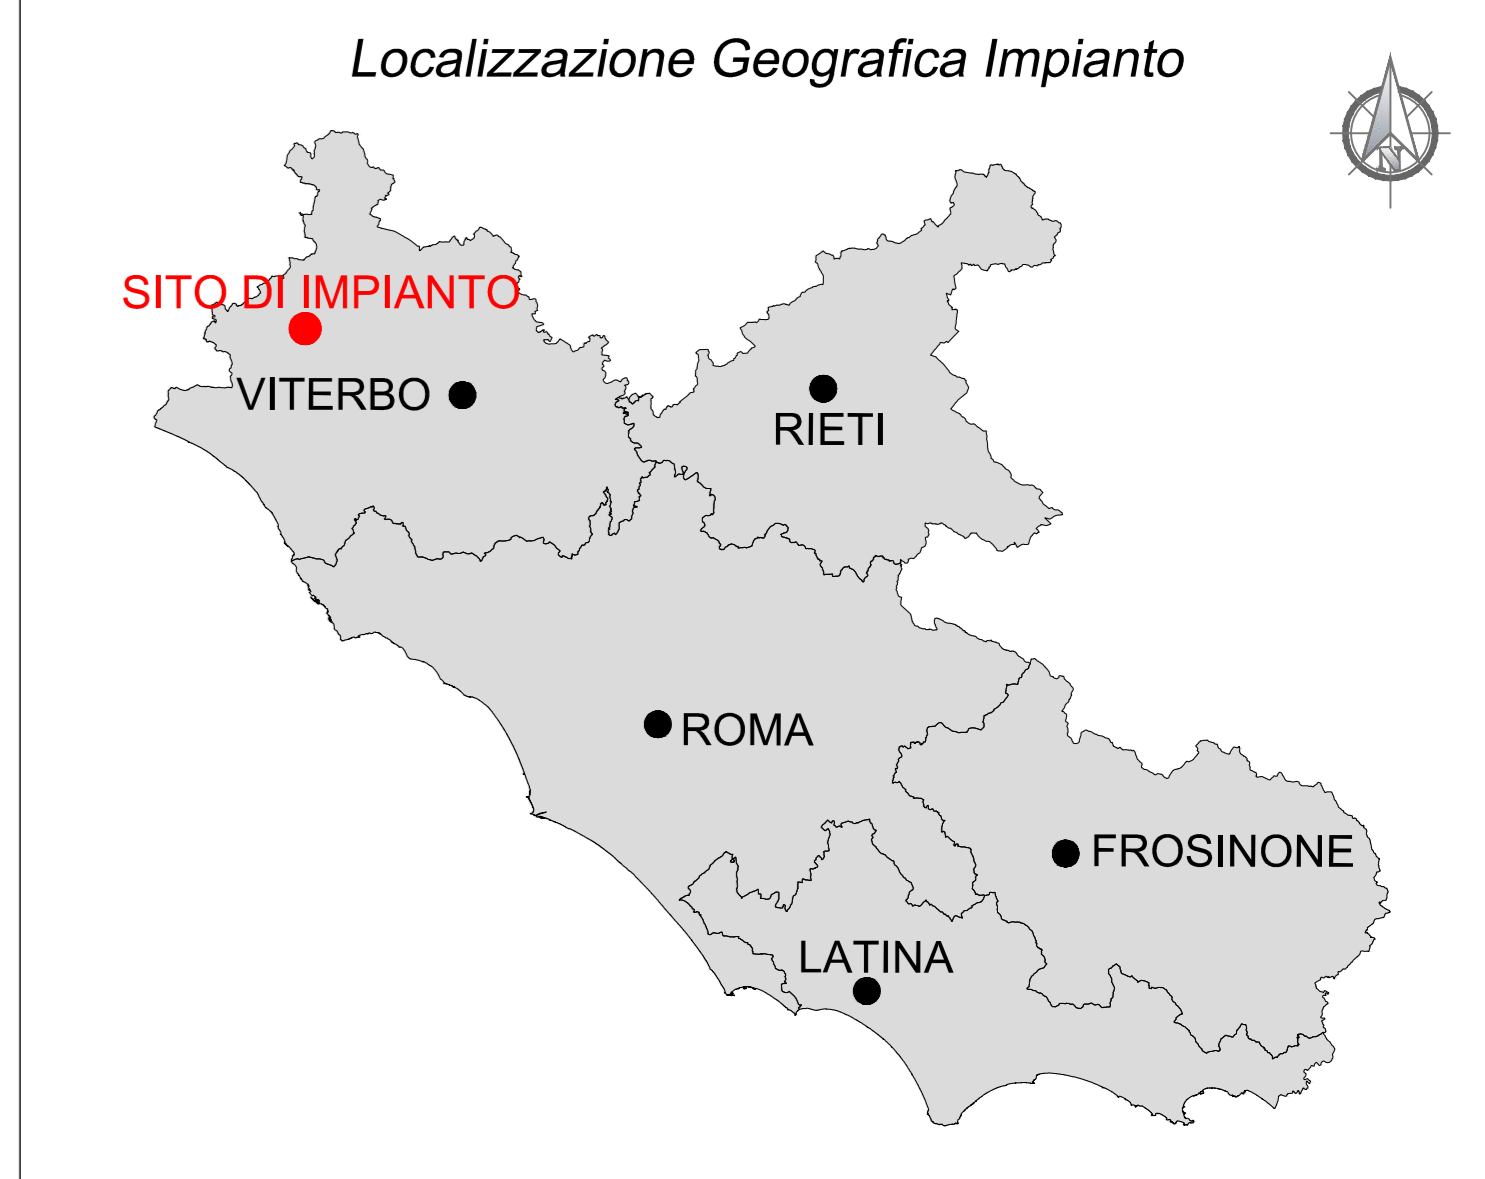 Localizzazione Geografica Impianto
N
SITO DI IMPIANTO
VITERBO
RIETI
ROMA
FROSINONE
LATINA